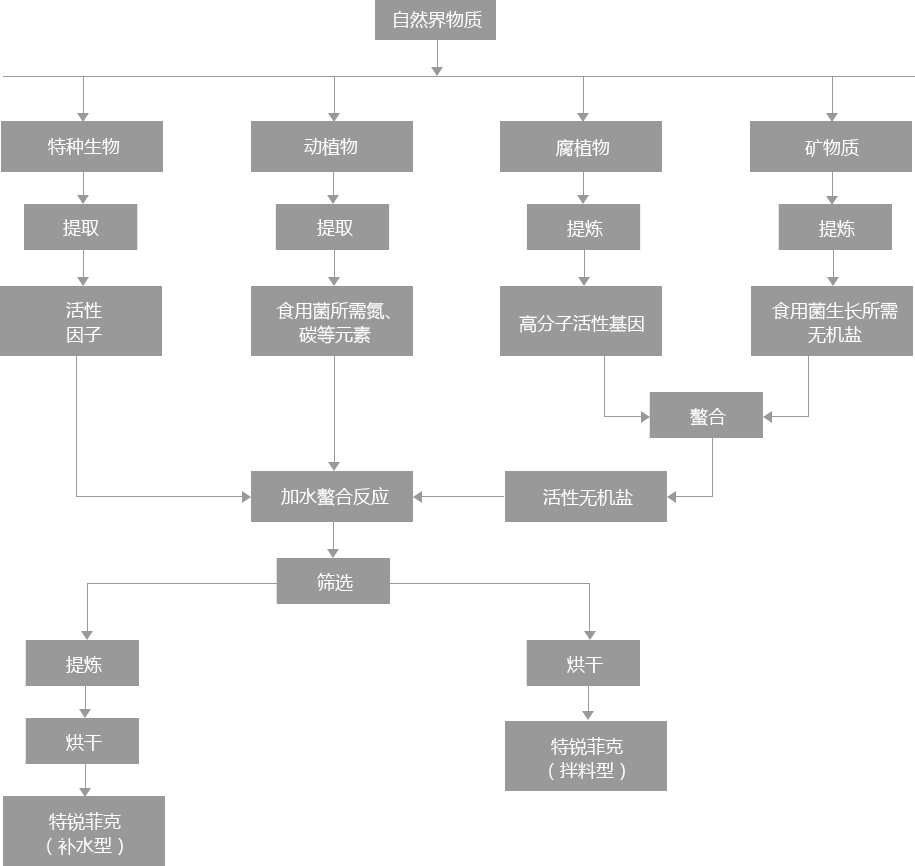 自然界物质
特种生物
动植物
腐植物
矿物质
提取
提取
提炼
提炼
活性
因子
食用菌所需氮、
碳等元素
高分子活性基因
食用菌生长所需
无机盐
螯合
加水螯合反应
活性无机盐
筛选
提炼
烘干
烘干
特锐菲克
（拌料型）
特锐菲克
（补水型）